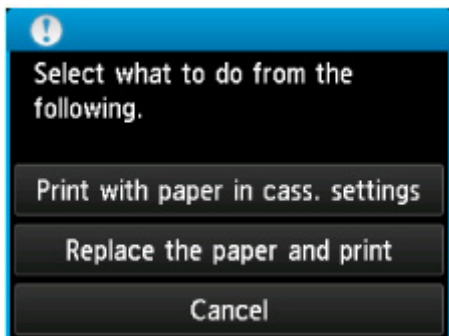 Select what to do from the
following.
Print with paper in cass. settings
Replace the paper and print
Cancel